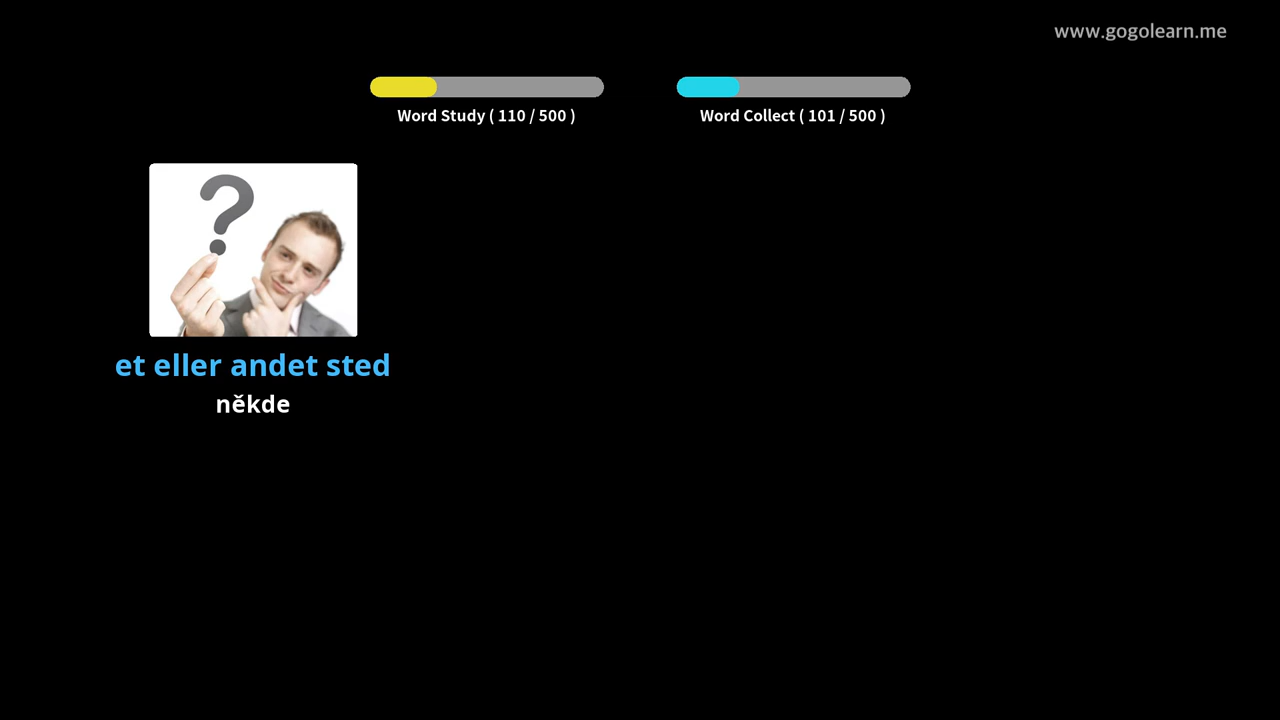 www.gogolearn.me
Word Study ( 110 / 500 )
Word Collect ( 101 / 500 )
et eller andet sted
někde